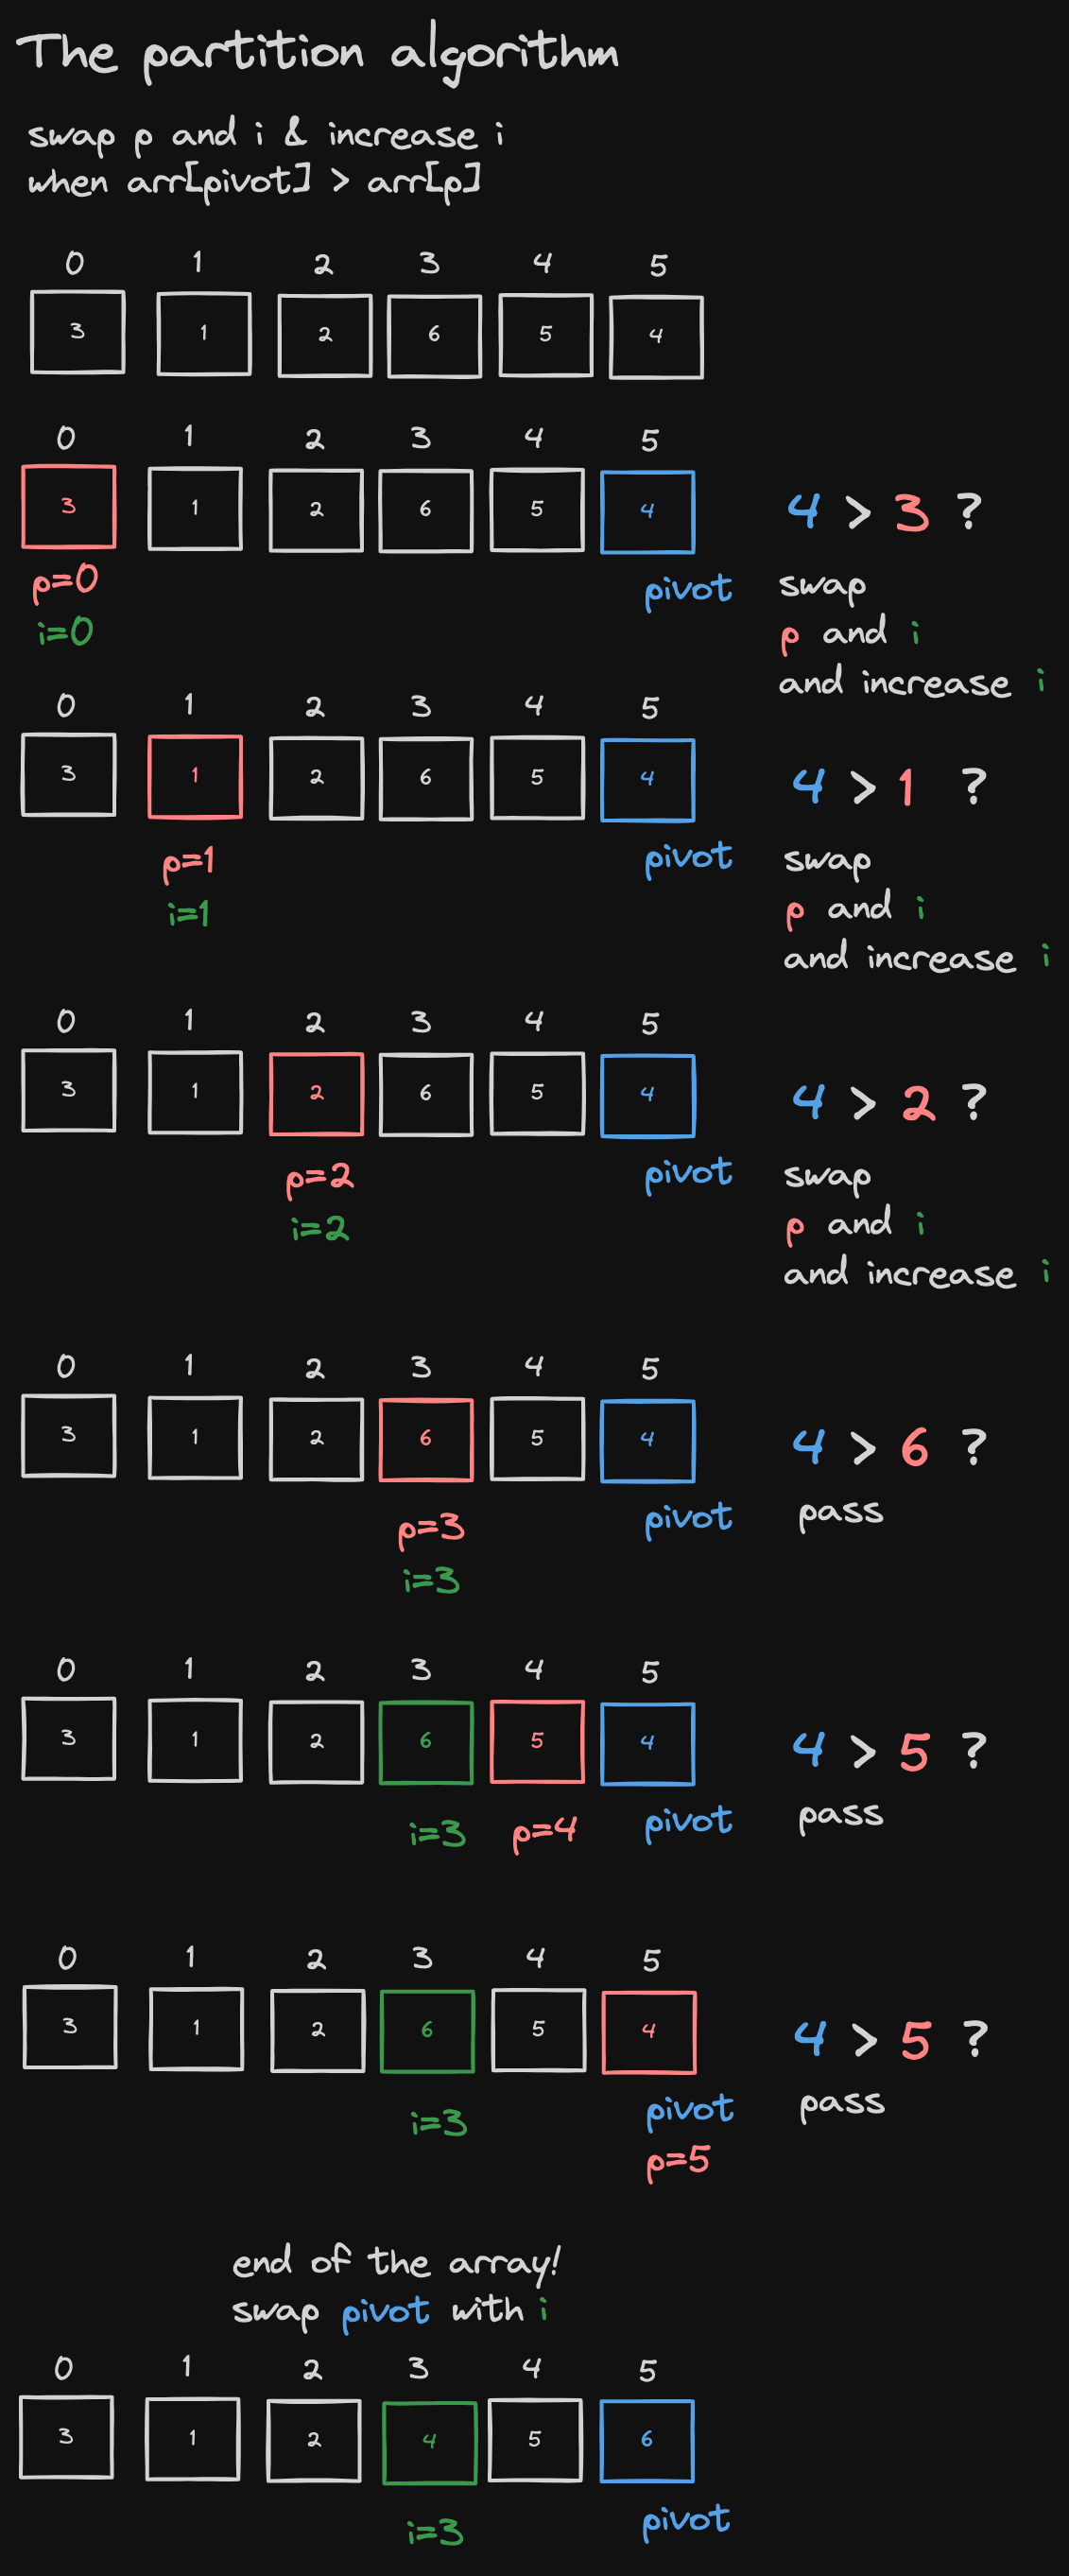 The partition algorithm
swap p and i & increase i
when arr[pivot] > arr[p]
0 1 2 3 4 5
3 1 2 6 5 4
0 1 2 3 4 5
3 1 2 6 5 4
4 > 3 ?
p=0
pivot
i=0
swap
p and i
and increase i
0 1 2 3 4 5
3 1 2 6 5 4
4 > 1 ?
p=1
pivot
i=1
swap
p and i
and increase i
0 1 2 3 4 5
3 1 2 6 5 4
4 > 2 ?
p=2
pivot
i=2
swap
p and i
and increase i
0 1 2 3 4 5
3 1 2 6 5 4
4 > 6 ?
p=3
pivot
i=3
pass
0 1 2 3 4 5
3 1 2 6 5 4
4 > 5 ?
i=3 p=4 pivot
pass
0 1 2 3 4 5
3 1 2 6 5 4
4 > 5 ?
i=3 pivot
p=5
pass
end of the array!
swap pivot with i
0 1 2 3 4 5
3 1 2 4 5 6
i=3 pivot